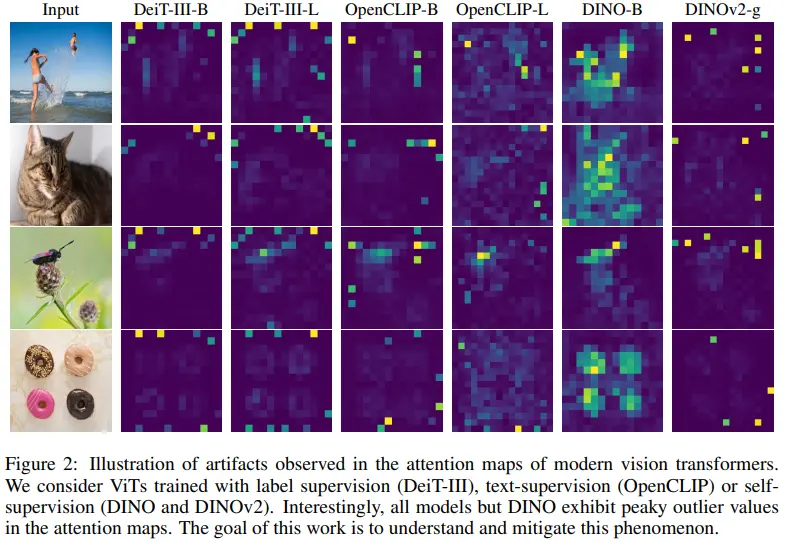 Input DeiT-III-B DeiT-III-L OpenCLIP-B OpenCLIP-L DINO-B DINOv2-g
Figure 2: Illustration of artifacts observed in the attention maps of modern vision transformers.
We consider ViTs trained with label supervision (DeiT-III), text-supervision (OpenCLIP) or self-
supervision (DINO and DINOv2). Interestingly, all models but DINO exhibit peaky outlier values
in the attention maps. The goal of this work is to understand and mitigate this phenomenon.